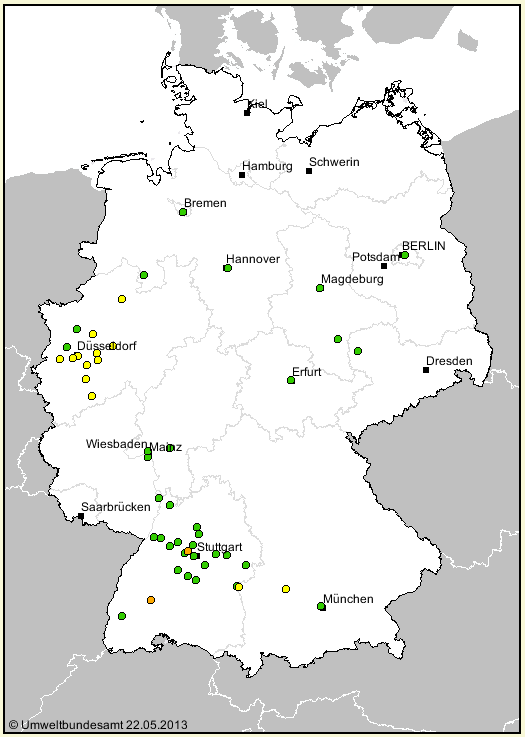 Kiel
Hamburg
Schwerin
Bremen
Hannover
BERLIN
Potsdam
Magdeburg
Düsseldorf
Erfurt
Dresden
Wiesbaden
Mainz
Saarbrücken
Stuttgart
München
© Umweltbundesamt 22.05.2013